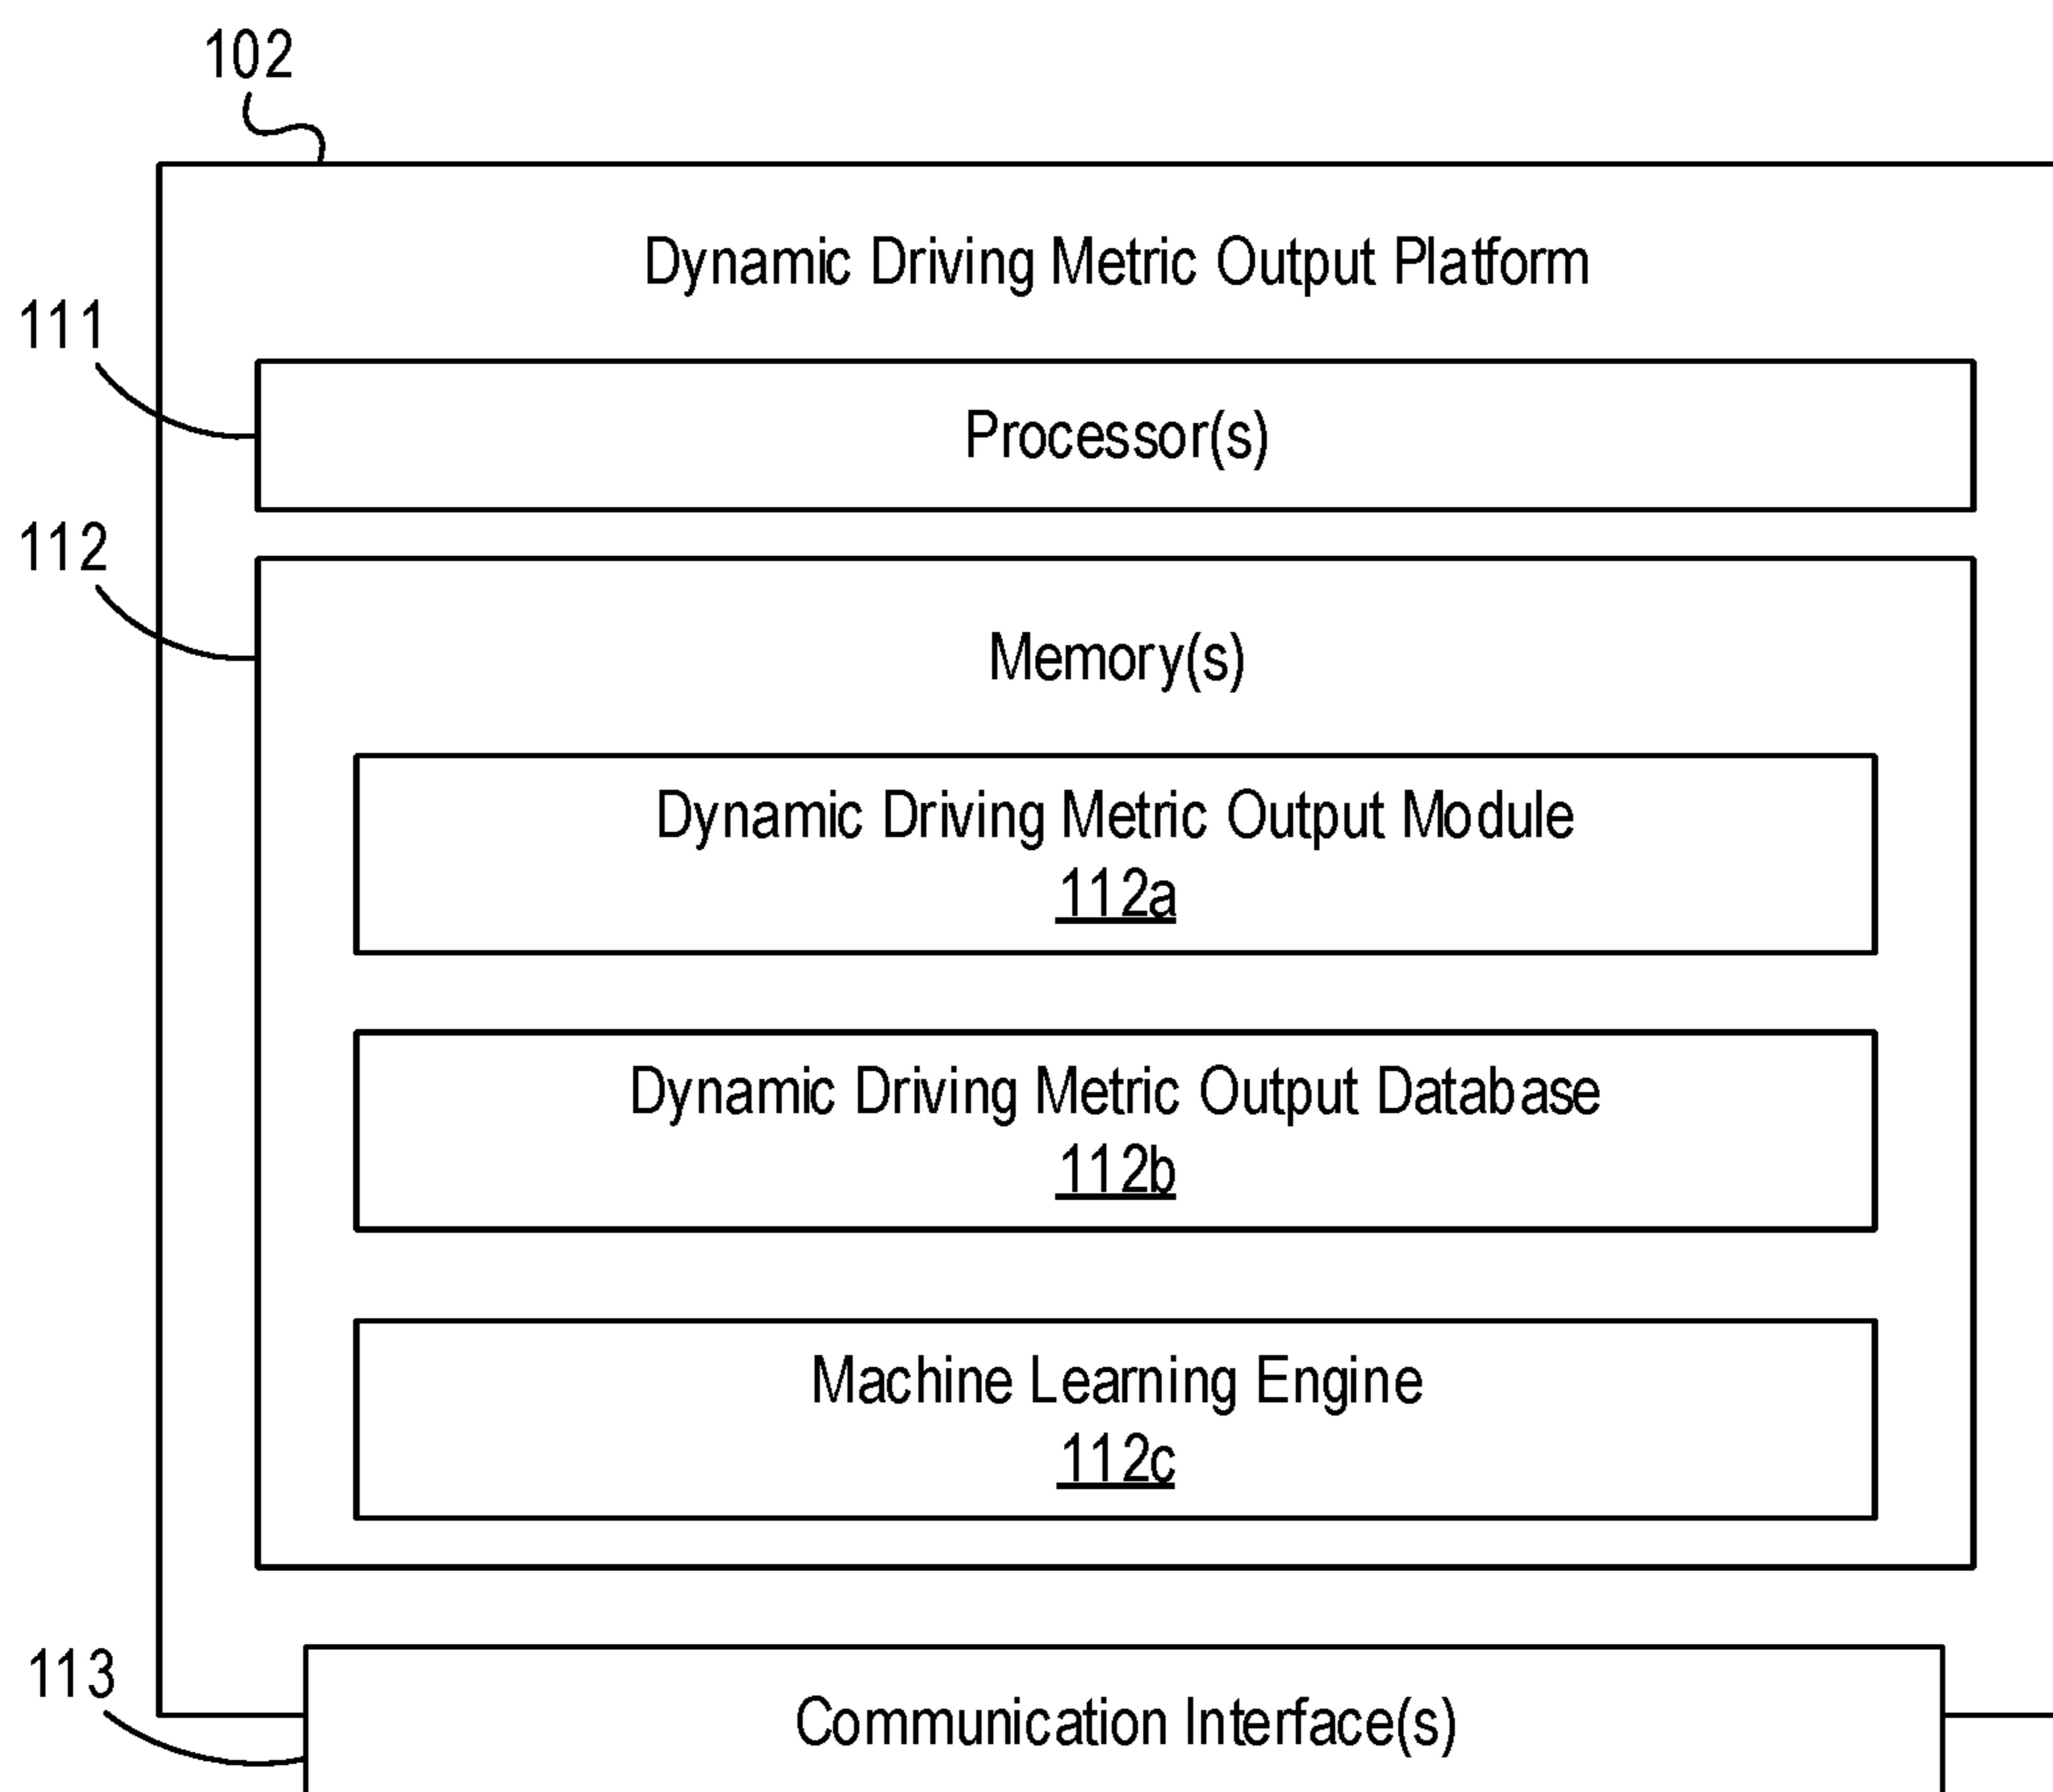 102
Dynamic Driving Metric Output Platform
111
Processor(s)
112
Memory(s)
Dynamic Driving Metric Output Module
112a
Dynamic Driving Metric Output Database
112b
Machine Learning Engine
112c
113
Communication Interface(s)